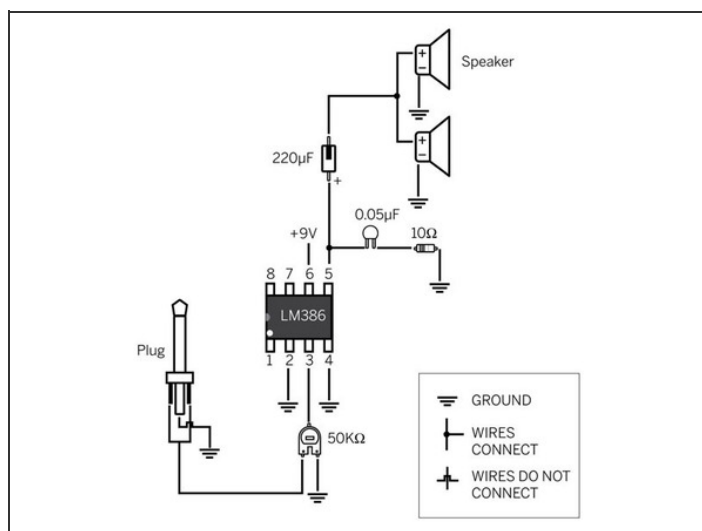 +
−
Speaker
220µF
+
+
−
0.05µF
+9V
10Ω
8 7 6 5
LM386
Plug
1 2 3 4
50KΩ
GROUND
WIRES
CONNECT
WIRES DO NOT
CONNECT